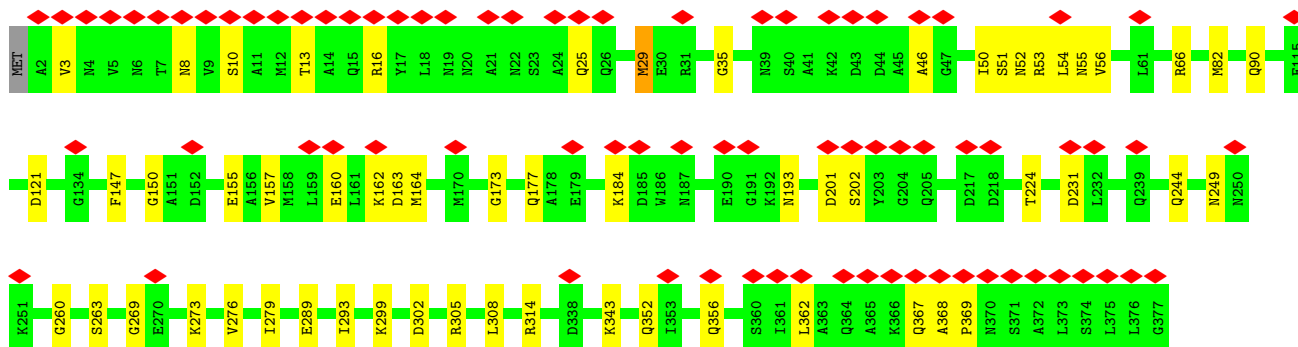 MET A2 V3 N4 V5 N6 T7 N8 V9 S10 A11 M12 T13 A14 Q15 R16 Y17 L18 N19 N20 A21 N22 S23 A24 Q25 Q26 M29 E30 R31 G35 N39 S40 A41 K42 D43 D44 A45 A46 G47 I50 S51 N52 R53 L54 N55 V56 L61 R66 M82 Q90 F115
D121 G134 F147 G150 A151 D152 E155 A156 V157 M158 L159 E160 L161 K162 D163 M164 M170 G173 Q177 A178 E179 K184 D185 W186 N187 E190 G191 K192 N193 D201 S202 Y203 G204 Q205 D217 D218 T224 D231 L232 Q239 Q244 N249 N250
K251 G260 S263 G269 E270 K273 V276 I279 E289 I293 K299 D302 R305 L308 R314 D338 K343 Q352 I353 Q356 S360 I361 L362 A363 Q364 A365 K366 Q367 A368 P369 N370 S371 A372 L373 S374 L375 L376 G377